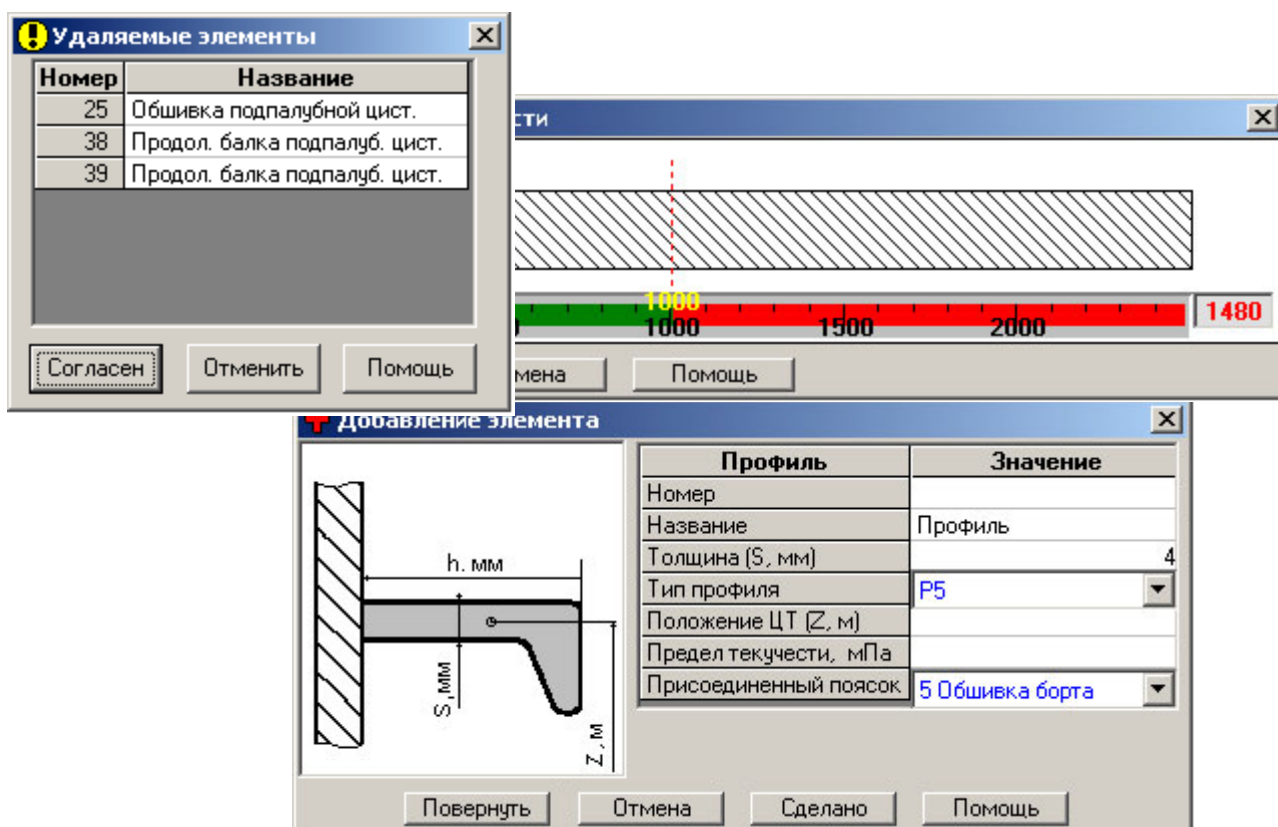 Удаляемые элементы
Номер Название
25 Обшивка подпалубной цист.
38 Продол. балка подпалуб. цист.
39 Продол. балка подпалуб. цист.
Согласен Отменить Помощь
сти
1000
1000 1500 2000
1480
мена Помощь
Добавление элемента
Профиль Значение
Номер
Название Профиль
Толщина (S, мм) 4
Тип профиля P5
Положение ЦТ (Z, м)
Предел текучести, мПа
Присоединенный поясок 5 Обшивка борта
h. мм
S, мм
Z, м
Повернуть Отмена Сделано Помощь